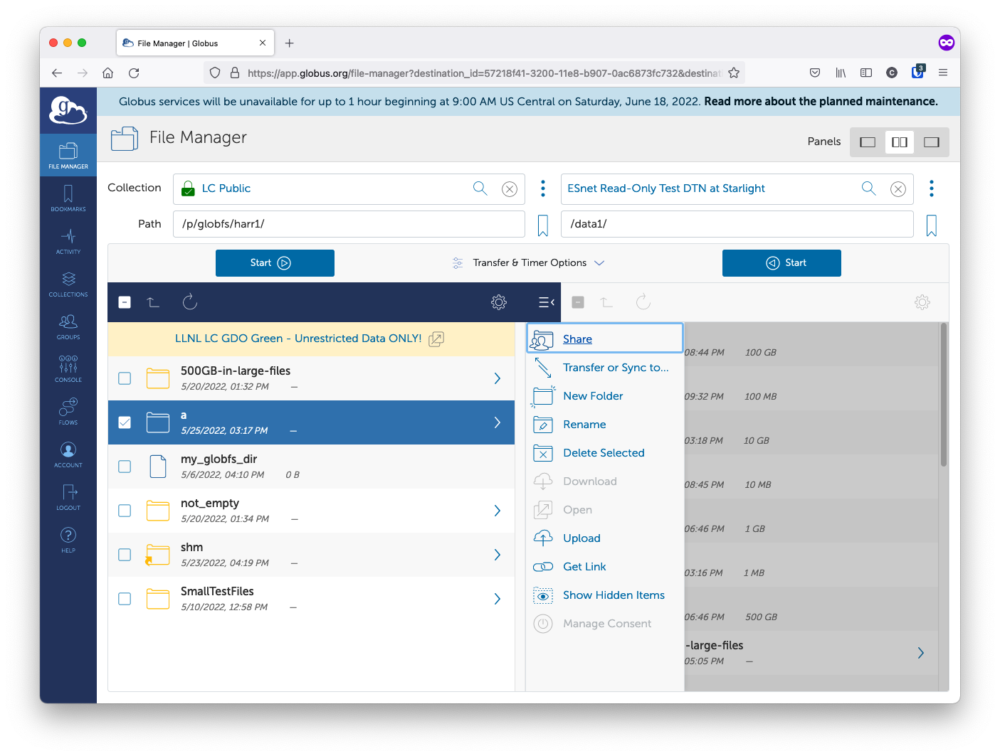 File Manager | Globus
https://app.globus.org/file-manager?destination_id=57218f41-3200-11e8-b907-0ac6873fc732&destinat
C
3
g
Globus services will be unavailable for up to 1 hour beginning at 9:00 AM US Central on Saturday, June 18, 2022. Read more about the planned maintenance.
File Manager
Panels
FILE MANAGER
BOOKMARKS
ACTIVITY
COLLECTIONS
GROUPS
CONSOLE
FLOWS
ACCOUNT
LOGOUT
HELP
Collection
LC Public
ESnet Read-Only Test DTN at Starlight
Path
/p/globfs/harr1/
/data1/
Start
Transfer & Timer Options
Start
LLNL LC GDO Green - Unrestricted Data ONLY!
500GB-in-large-files
5/20/2022, 01:32 PM —
a
5/25/2022, 03:17 PM —
my_globfs_dir
5/6/2022, 04:10 PM 0 B
not_empty
5/20/2022, 01:34 PM —
shm
5/23/2022, 04:19 PM —
SmallTestFiles
5/10/2022, 12:58 PM —
Share
Transfer or Sync to...
New Folder
Rename
Delete Selected
Download
Open
Upload
Get Link
Show Hidden Items
Manage Consent
08:44 PM 100 GB
09:32 PM 100 MB
03:18 PM 10 GB
08:45 PM 10 MB
06:46 PM 1 GB
03:16 PM 1 MB
06:46 PM 500 GB
-large-files
05:05 PM —